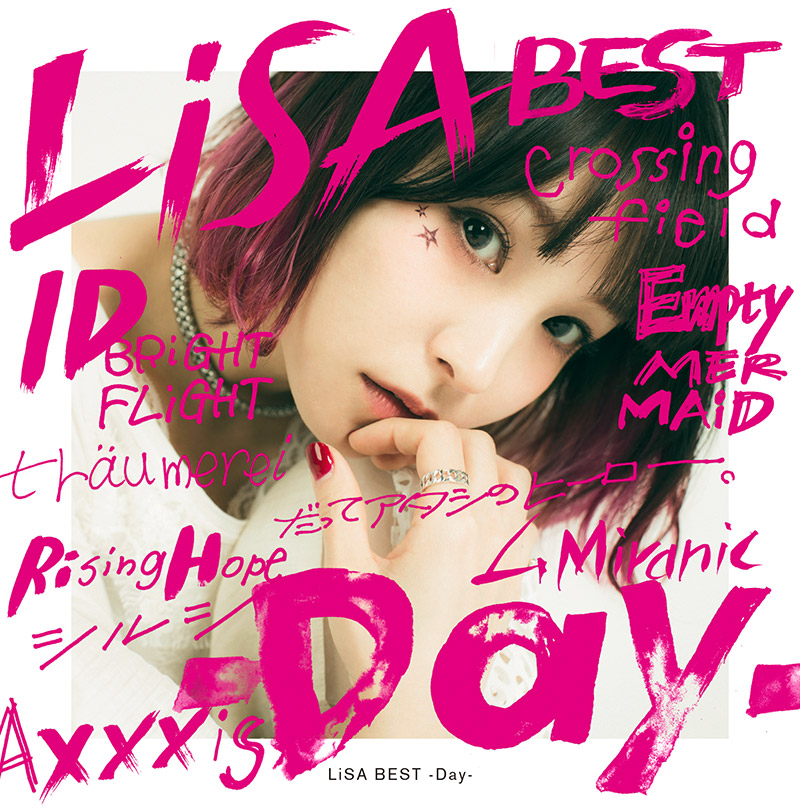 LiSA BEST
crossing
field
ID
Empty
BRiGHT
FLiGHT
MER
MAiD
träumerei
だってアタシのヒーロー。
Rising Hope
L.Miranic
シルシ
-Day-
Axxxis
LiSA BEST -Day-